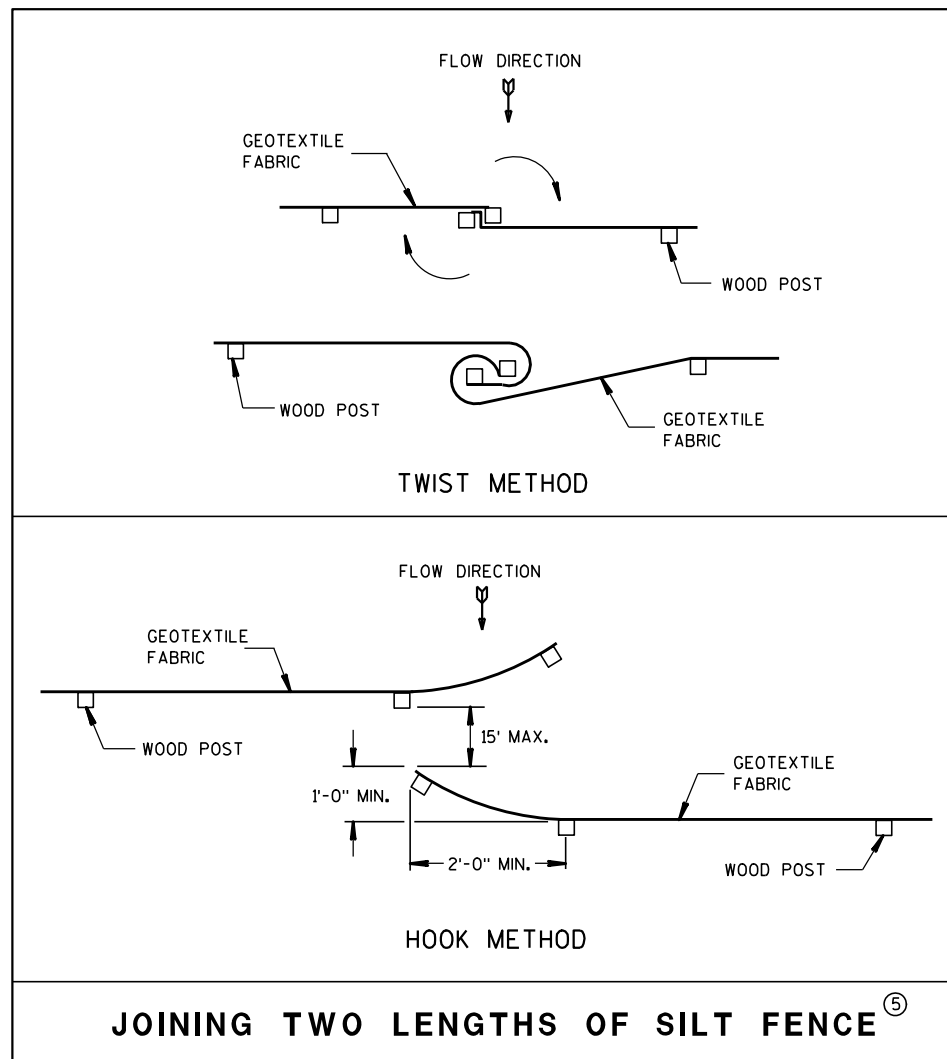 FLOW DIRECTION
GEOTEXTILE
FABRIC
WOOD POST
WOOD POST
GEOTEXTILE
FABRIC
TWIST METHOD
FLOW DIRECTION
GEOTEXTILE
FABRIC
WOOD POST
15' MAX.
GEOTEXTILE
FABRIC
1'-0" MIN.
2'-0" MIN.
WOOD POST
HOOK METHOD
JOINING TWO LENGTHS OF SILT FENCE ⑤